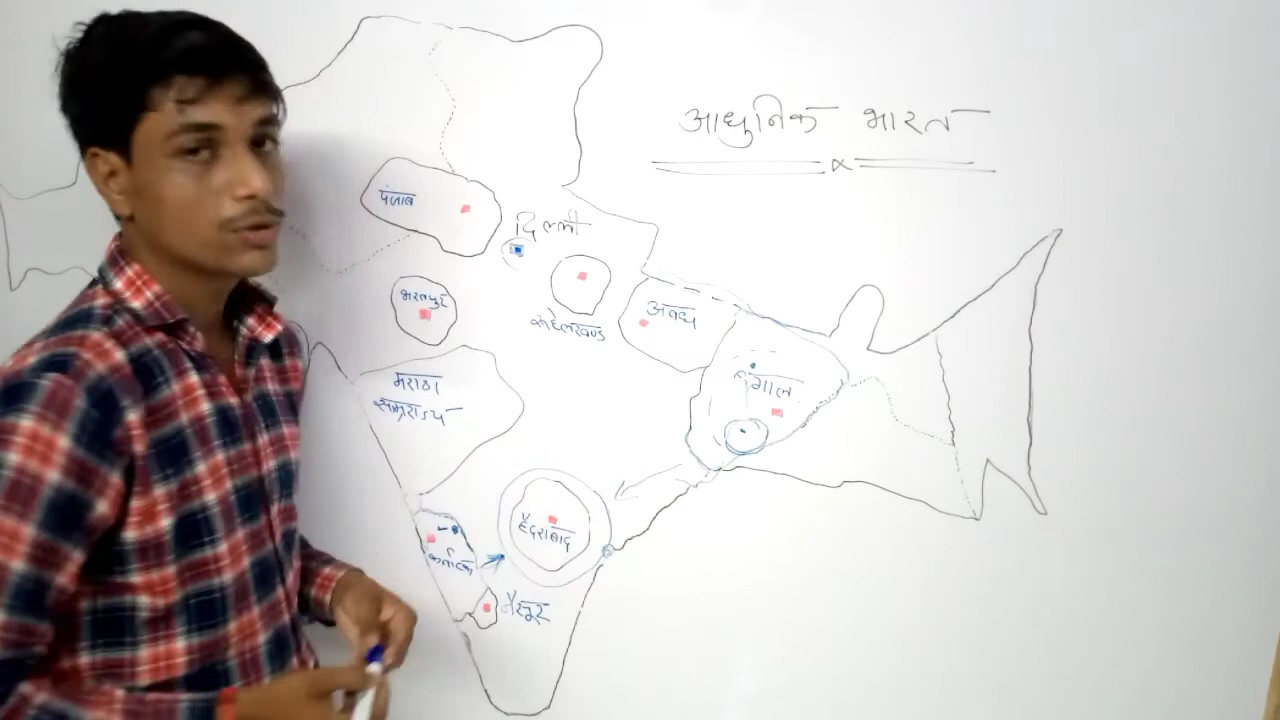 आधुनिक भारत
पंजाब
दिल्ली
भरतपुर
रूहेलखण्ड
अवध
मराठा
साम्राज्य
बंगाल
हैदराबाद
कर्नाटक
मैसूर